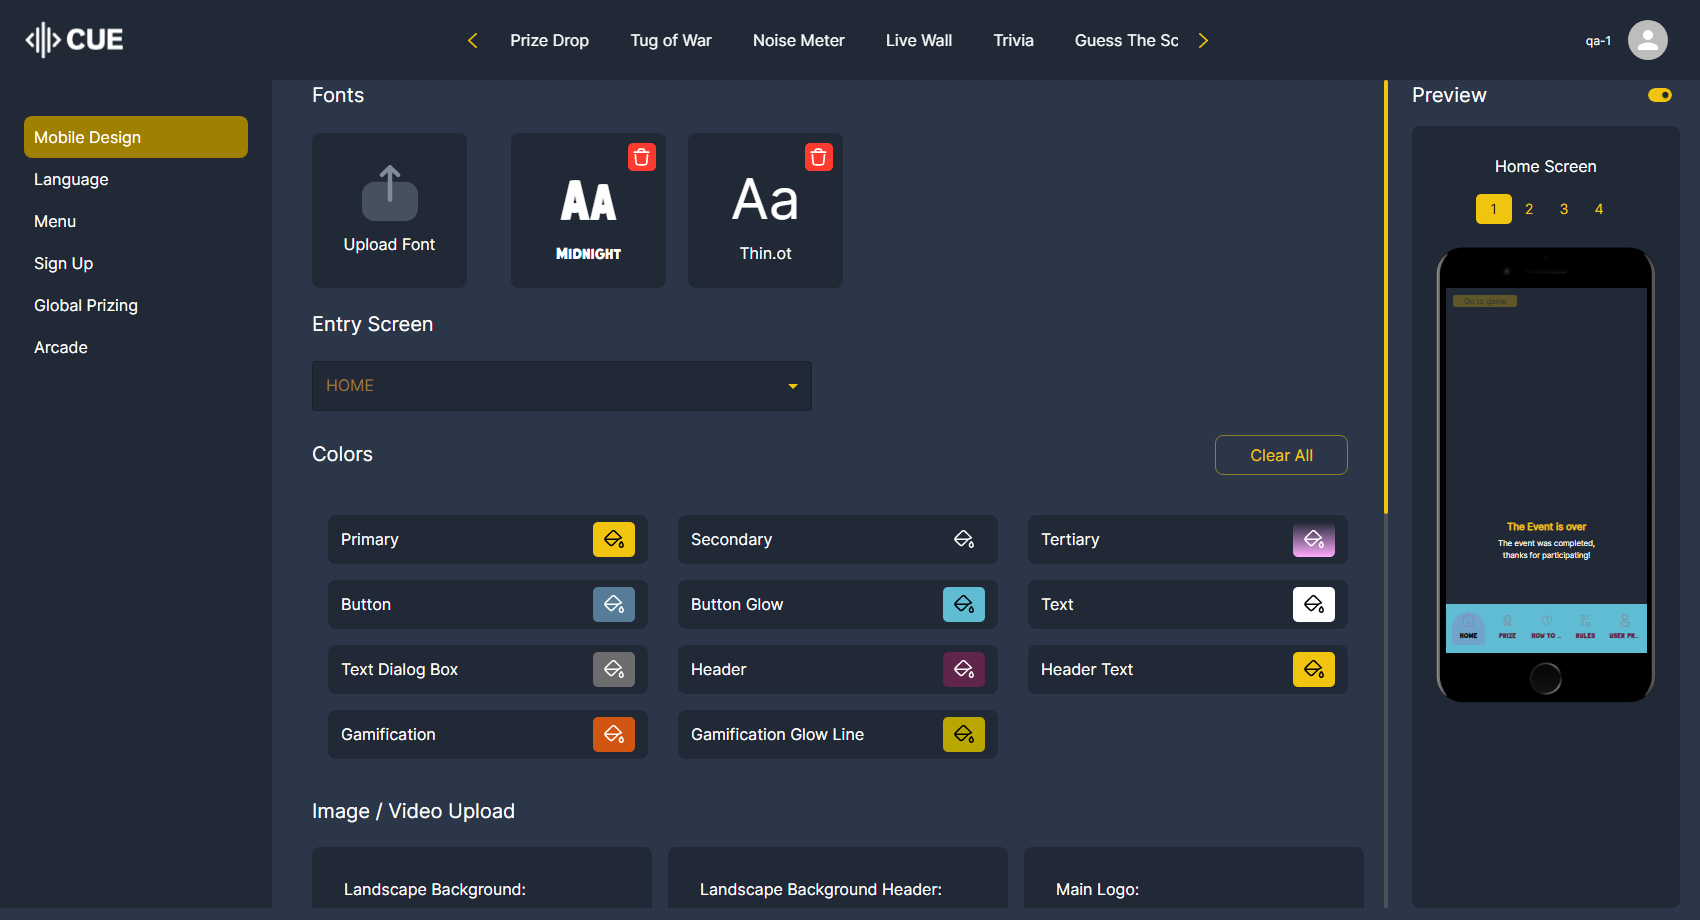 CUE
Prize Drop
Tug of War
Noise Meter
Live Wall
Trivia
Guess The Sc
qa-1
Mobile Design
Language
Menu
Sign Up
Global Prizing
Arcade
Fonts
Upload Font
AA
MIDNIGHT
Aa
Thin.ot
Entry Screen
HOME
Colors
Clear All
Primary
Secondary
Tertiary
Button
Button Glow
Text
Text Dialog Box
Header
Header Text
Gamification
Gamification Glow Line
Image / Video Upload
Landscape Background:
Landscape Background Header:
Main Logo:
Preview
Home Screen
1 2 3 4
Go to game
The Event is over
The event was completed,
thanks for participating!
HOME
PRIZE
HOW TO ...
RULES
USER PR...